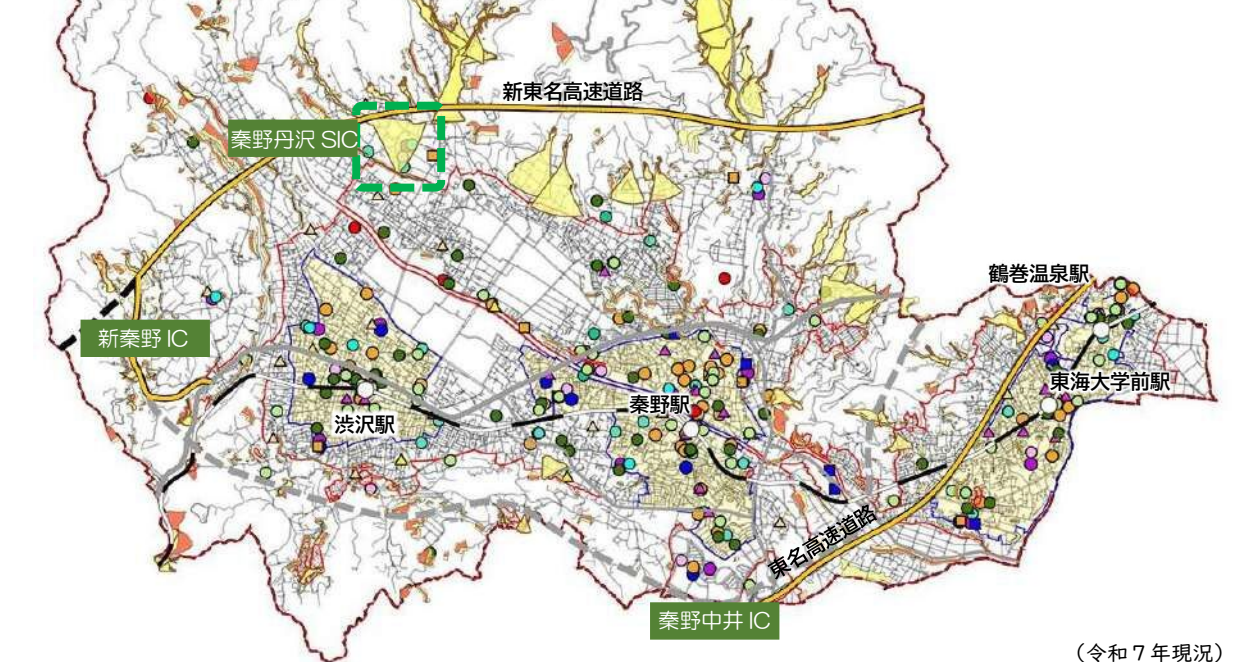 新東名高速道路
秦野丹沢 SIC
鶴巻温泉駅
新秦野 IC
東海大学前駅
秦野駅
渋沢駅
東名高速道路
秦野中井 IC
（令和７年現況）